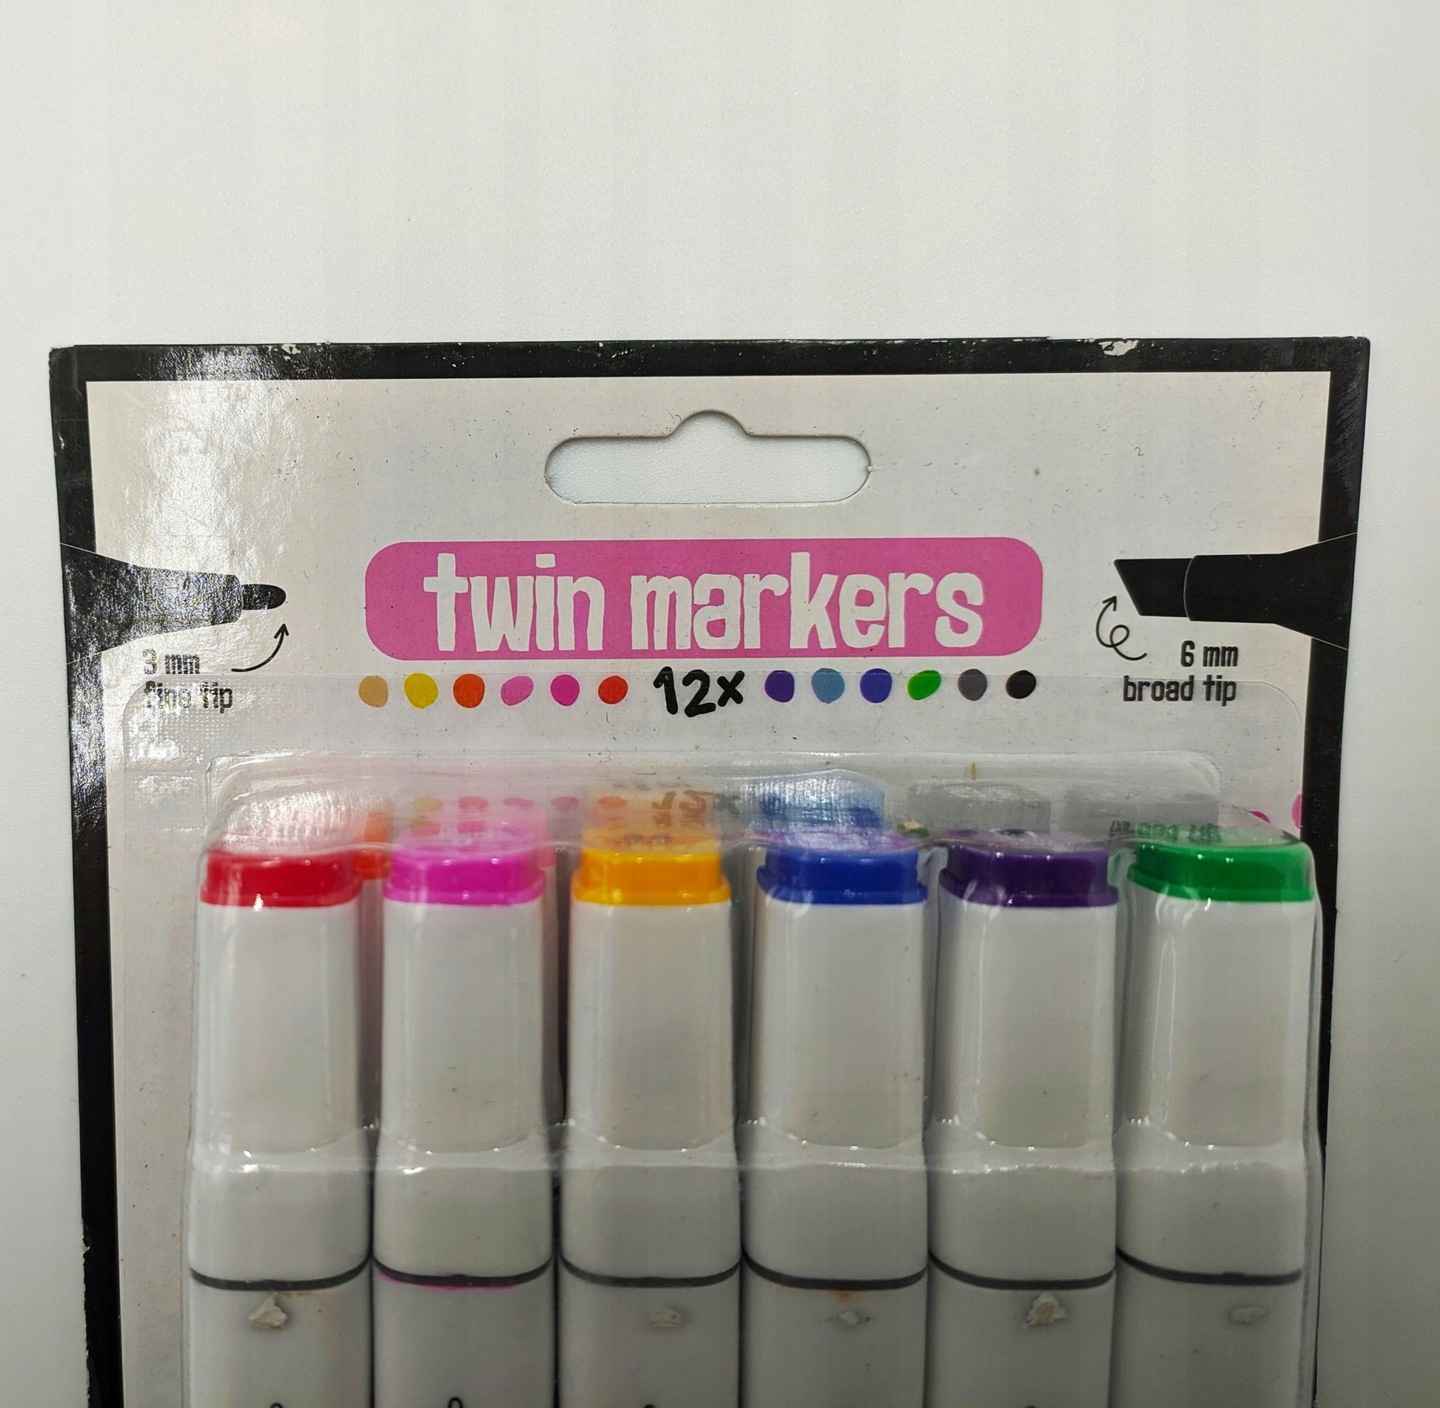 twin markers
3 mm
fine tip
12x
6 mm
broad tip